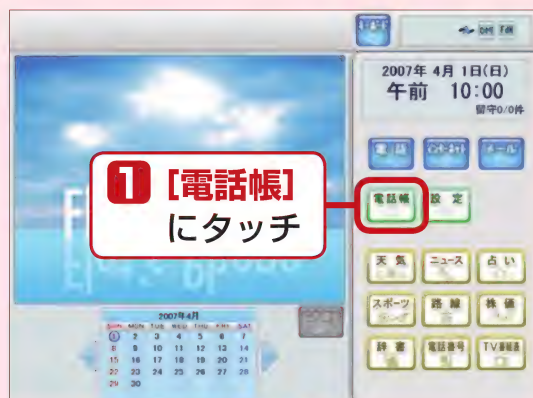 2007年 4月 1日(日)
午前 10:00
留守0/0件
電話 インターネット メール
1 [電話帳]
にタッチ
電話帳 設定
天気 ニュース 占い
スポーツ 路線 株価
辞書 電話番号 TV番組表
2007年4月
SUN MON TUE WED THU FRI SAT
1 2 3 4 5 6 7
8 9 10 11 12 13 14
15 16 17 18 19 20 21
22 23 24 25 26 27 28
29 30